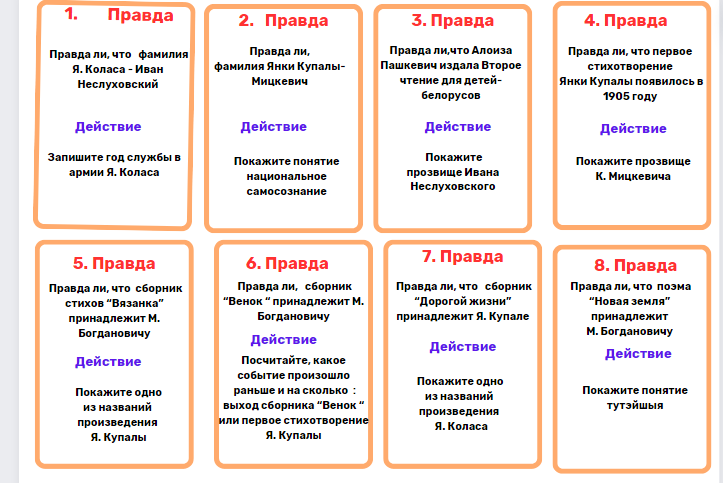 1. Правда
Правда ли, что фамилия
Я. Коласа - Иван
Неслуховский
Действие
Запишите год службы в
армии Я. Коласа
2. Правда
Правда ли,
фамилия Янки Купалы-
Мицкевич
Действие
Покажите понятие
национальное
самосознание
3. Правда
Правда ли,что Алоиза
Пашкевич издала Второе
чтение для детей-
белорусов
Действие
Покажите
прозвище Ивана
Неслуховского
4. Правда
Правда ли, что первое
стихотворение
Янки Купалы появилось в
1905 году
Действие
Покажите прозвище
К. Мицкевича
5. Правда
Правда ли, что сборник
стихов “Вязанка”
принадлежит М.
Богдановичу
Действие
Покажите одно
из названий
произведения
Я. Купалы
6. Правда
Правда ли, сборник
“Венок “ принадлежит М.
Богдановичу
Действие
Посчитайте, какое
событие произошло
раньше и на сколько :
выход сборника “Венок “
или первое стихотворение
Я. Купалы
7. Правда
Правда ли, что сборник
“Дорогой жизни”
принадлежит Я. Купале
Действие
Покажите одно
из названий
произведения
Я. Коласа
8. Правда
Правда ли, что поэма
“Новая земля”
принадлежит
М. Богдановичу
Действие
Покажите понятие
тутэйшыя